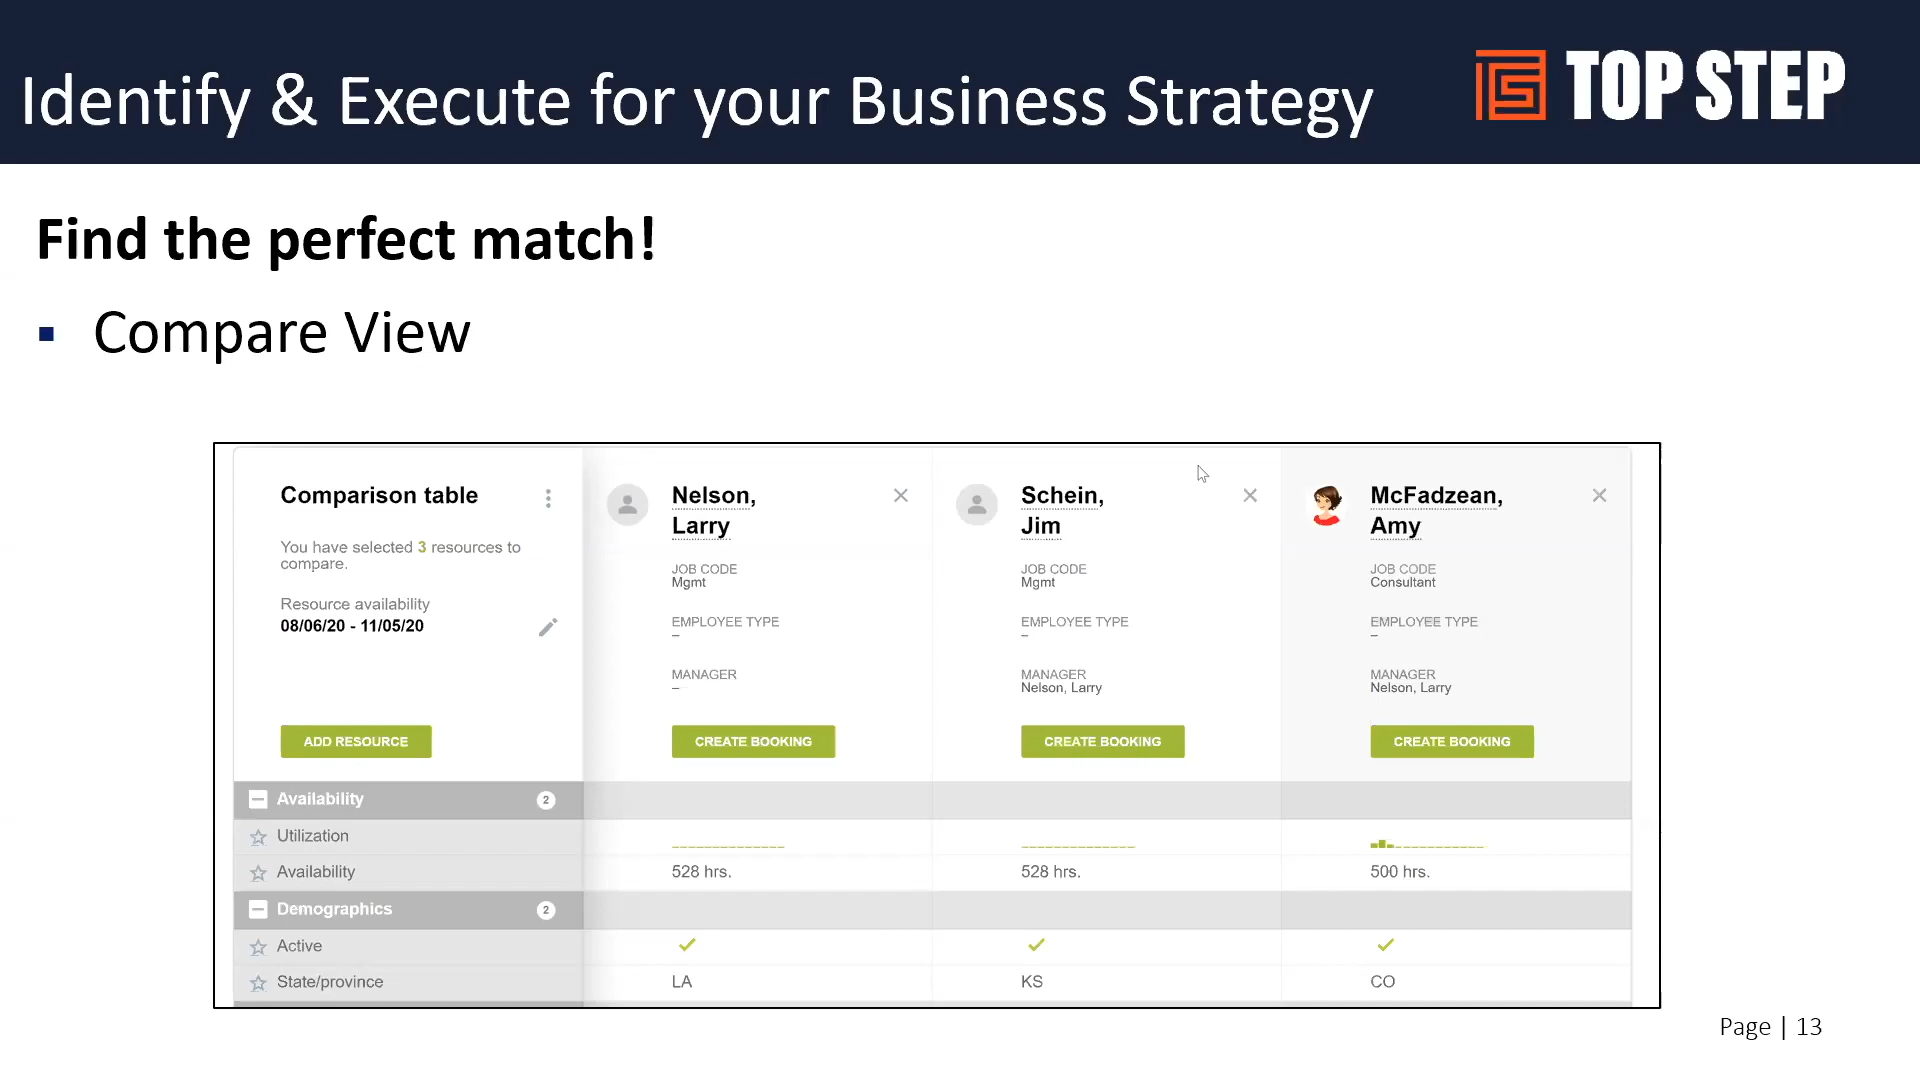 Identify & Execute for your Business Strategy
TOP STEP
Find the perfect match!
▪ Compare View
Comparison table
You have selected 3 resources to
compare.
Resource availability
08/06/20 - 11/05/20
ADD RESOURCE
Nelson,
Larry
JOB CODE
Mgmt
EMPLOYEE TYPE
–
MANAGER
–
CREATE BOOKING
Schein,
Jim
JOB CODE
Mgmt
EMPLOYEE TYPE
–
MANAGER
Nelson, Larry
CREATE BOOKING
McFadzean,
Amy
JOB CODE
Consultant
EMPLOYEE TYPE
–
MANAGER
Nelson, Larry
CREATE BOOKING
Availability 2
Utilization
Availability 528 hrs. 528 hrs. 500 hrs.
Demographics 2
Active
State/province LA KS CO
Page | 13